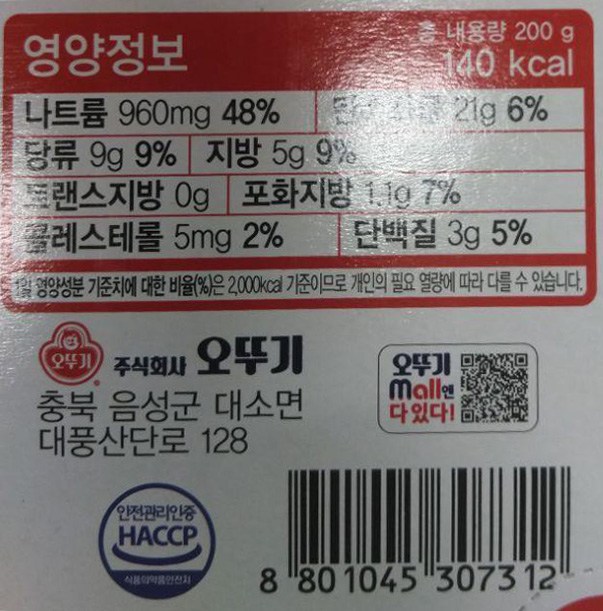 영양정보
총 내용량 200 g
140 kcal
나트륨 960mg 48% 탄수화물 21g 6%
당류 9g 9% 지방 5g 9%
트랜스지방 0g 포화지방 1.1g 7%
콜레스테롤 5mg 2% 단백질 3g 5%
1일 영양성분 기준치에 대한 비율(%)은 2,000kcal 기준이므로 개인의 필요 열량에 따라 다를 수 있습니다.
오뚜기 주식회사 오뚜기
충북 음성군 대소면
대풍산단로 128
오뚜기
mall엔
다 있다!
안전관리인증
HACCP
식품의약품안전처
8 801045 307312